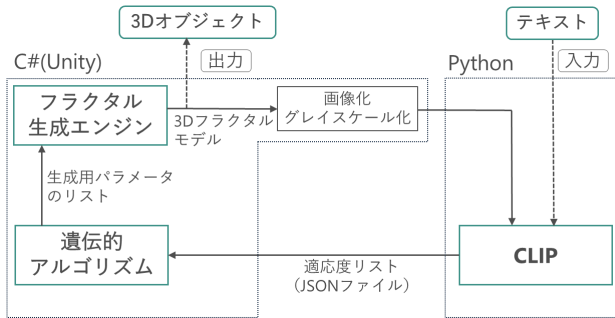 3Dオブジェクト
テキスト
C#(Unity)
出力
Python
入力
フラクタル
生成エンジン
3Dフラクタル
モデル
画像化
グレイスケール化
生成用パラメータ
のリスト
遺伝的
アルゴリズム
適応度リスト
(JSONファイル)
CLIP